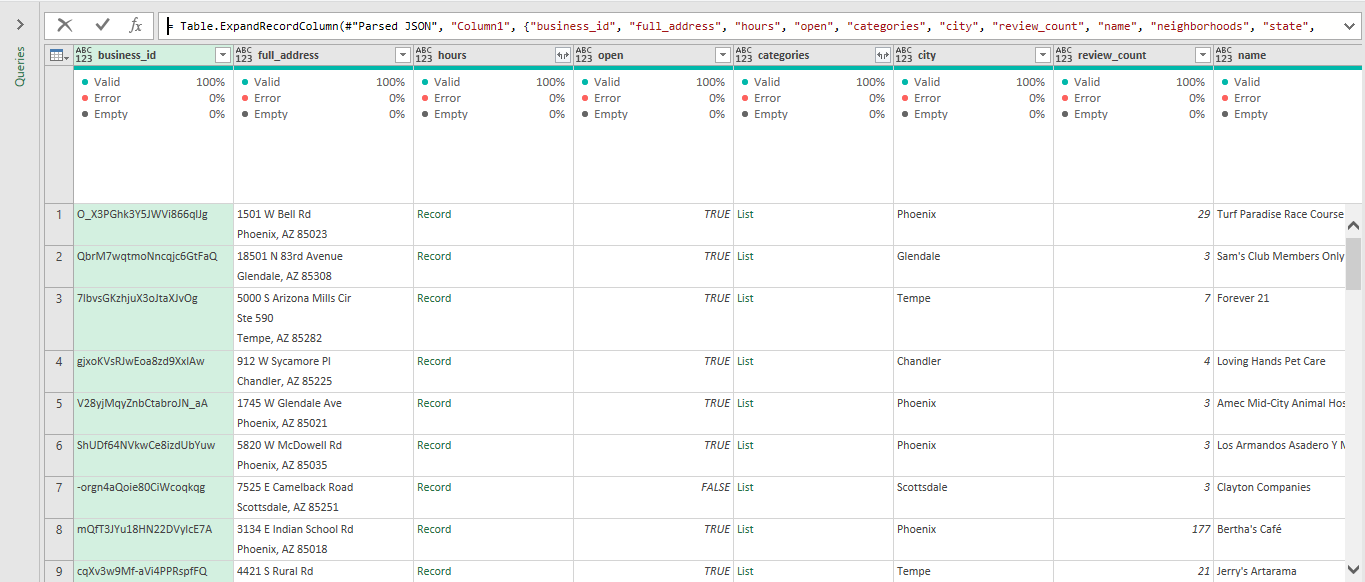 = Table.ExpandRecordColumn(#"Parsed JSON", "Column1", {"business_id", "full_address", "hours", "open", "categories", "city", "review_count", "name", "neighborhoods", "state",
Queries
ABC 123 business_id ABC 123 full_address ABC 123 hours ABC 123 open ABC 123 categories ABC 123 city ABC 123 review_count ABC 123 name
Valid 100% Valid 100% Valid 100% Valid 100% Valid 100% Valid 100% Valid 100% Valid
Error 0% Error 0% Error 0% Error 0% Error 0% Error 0% Error 0% Error
Empty 0% Empty 0% Empty 0% Empty 0% Empty 0% Empty 0% Empty 0% Empty
1 O_X3PGhk3Y5JWVi866qlJg 1501 W Bell Rd Record TRUE List Phoenix 29 Turf Paradise Race Course
Phoenix, AZ 85023
2 QbrM7wqtmoNncqjc6GtFaQ 18501 N 83rd Avenue Record TRUE List Glendale 3 Sam's Club Members Only
Glendale, AZ 85308
3 7lbvsGKzhjuX3oJtaXJvOg 5000 S Arizona Mills Cir Record TRUE List Tempe 7 Forever 21
Ste 590
Tempe, AZ 85282
4 gjxoKVsRJwEoa8zd9XxlAw 912 W Sycamore Pl Record TRUE List Chandler 4 Loving Hands Pet Care
Chandler, AZ 85225
5 V28yjMqyZnbCtabroJN_aA 1745 W Glendale Ave Record TRUE List Phoenix 3 Amec Mid-City Animal Hos
Phoenix, AZ 85021
6 ShUDf64NVkwCe8izdUbYuw 5820 W McDowell Rd Record TRUE List Phoenix 3 Los Armandos Asadero Y M
Phoenix, AZ 85035
7 -orgn4aQoie80CiWcoqkqg 7525 E Camelback Road Record FALSE List Scottsdale 3 Clayton Companies
Scottsdale, AZ 85251
8 mQfT3JYu18HN22DVylcE7A 3134 E Indian School Rd Record TRUE List Phoenix 177 Bertha's Café
Phoenix, AZ 85018
9 cqXv3w9Mf-aVi4PPRspfFQ 4421 S Rural Rd Record TRUE List Tempe 21 Jerry's Artarama